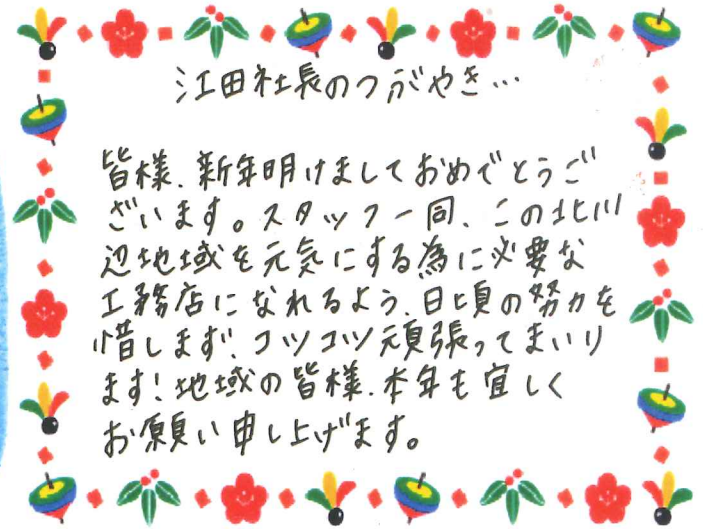 江田社長のつぶやき…
皆様、新年明けましておめでとうご
ざいます。スタッフ一同、この北川
辺地域を元気にする為に必要な
工務店になれるよう、日頃の努力を
惜しまず、コツコツ頑張ってまいり
ます!地域の皆様、本年も宜しく
お願い申し上げます。